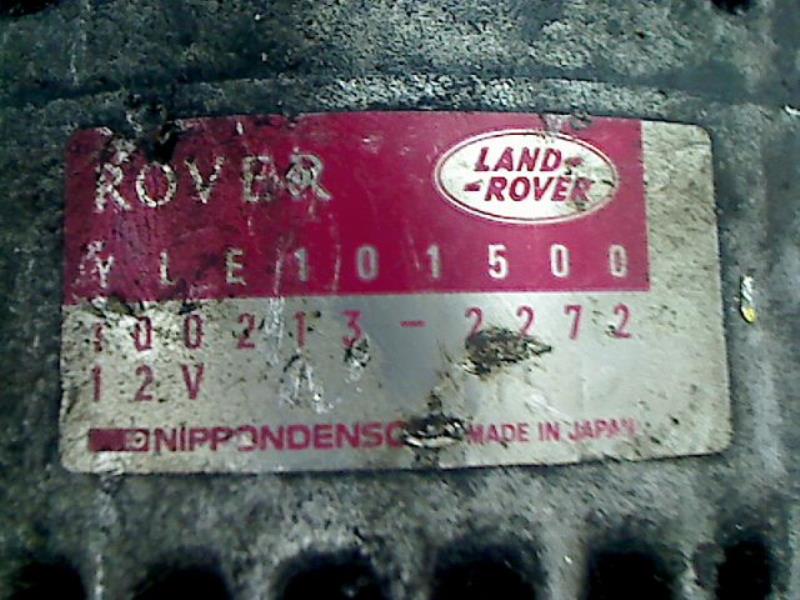 ROVER
LAND-
-ROVER
YLE101500
100213-2272
12V
NIPPONDENSO MADE IN JAPAN